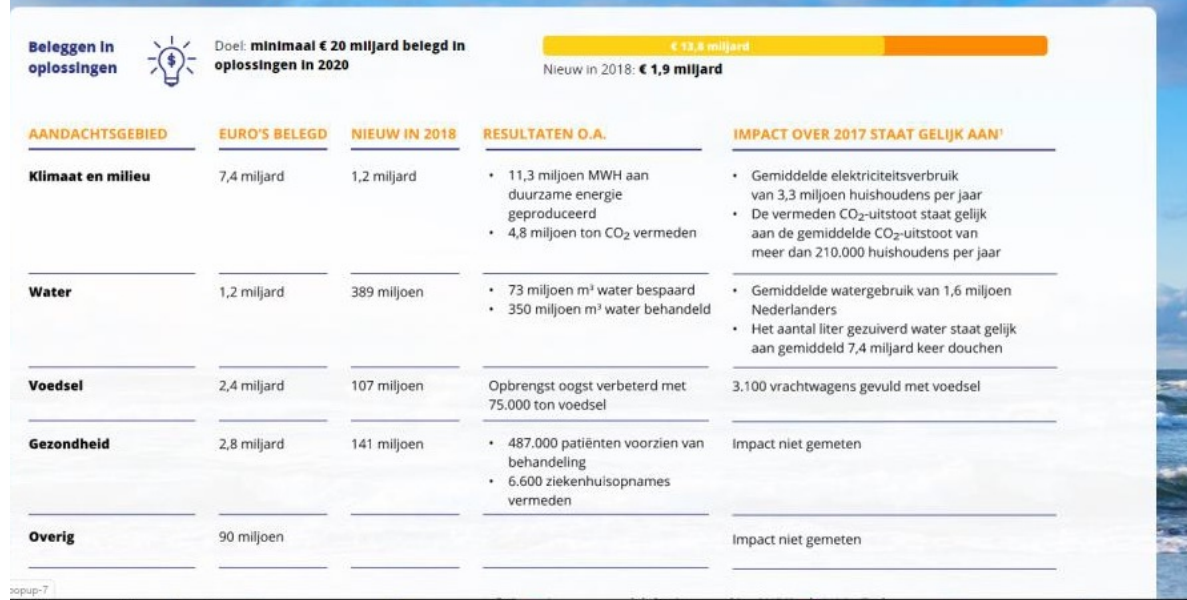 Beleggen in
oplossingen
Doel: minimaal € 20 miljard belegd in
oplossingen in 2020
€ 13,8 miljard
Nieuw in 2018: € 1,9 miljard
AANDACHTSGEBIED EURO'S BELEGD NIEUW IN 2018 RESULTATEN O.A. IMPACT OVER 2017 STAAT GELIJK AAN¹
Klimaat en milieu 7,4 miljard 1,2 miljard
• 11,3 miljoen MWH aan
duurzame energie
geproduceerd
• 4,8 miljoen ton CO₂ vermeden
• Gemiddelde elektriciteitsverbruik
van 3,3 miljoen huishoudens per jaar
• De vermeden CO₂-uitstoot staat gelijk
aan de gemiddelde CO₂-uitstoot van
meer dan 210.000 huishoudens per jaar
Water 1,2 miljard 389 miljoen
• 73 miljoen m³ water bespaard
• 350 miljoen m³ water behandeld
• Gemiddelde watergebruik van 1,6 miljoen
Nederlanders
• Het aantal liter gezuiverd water staat gelijk
aan gemiddeld 7,4 miljard keer douchen
Voedsel 2,4 miljard 107 miljoen
Opbrengst oogst verbeterd met
75.000 ton voedsel
3.100 vrachtwagens gevuld met voedsel
Gezondheid 2,8 miljard 141 miljoen
• 487.000 patiënten voorzien van
behandeling
• 6.600 ziekenhuisopnames
vermeden
Impact niet gemeten
Overig 90 miljoen Impact niet gemeten
popup-7